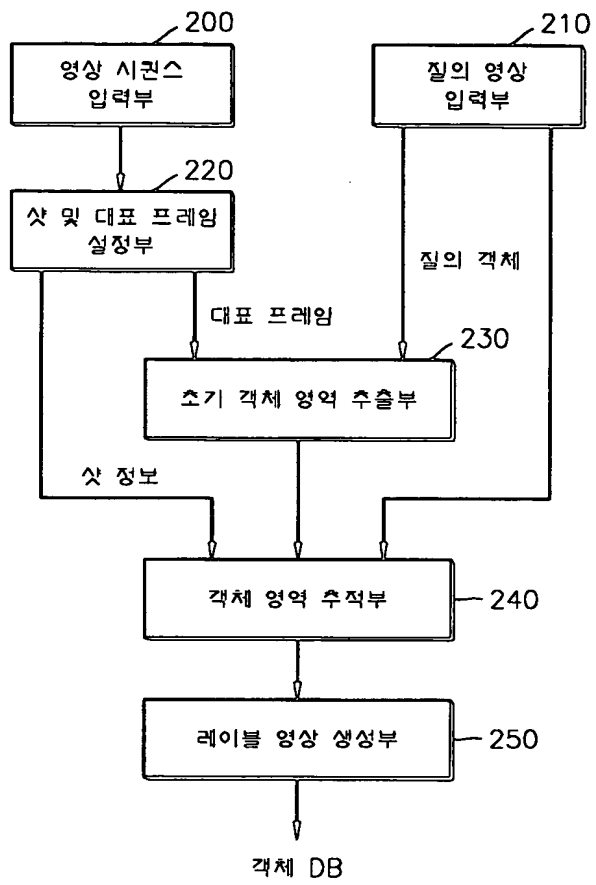 200
영상 시퀀스
입력부
210
질의 영상
입력부
220
샷 및 대표 프레임
설정부
질의 객체
대표 프레임
230
초기 객체 영역 추출부
샷 정보
객체 영역 추적부
240
레이블 영상 생성부
250
객체 DB